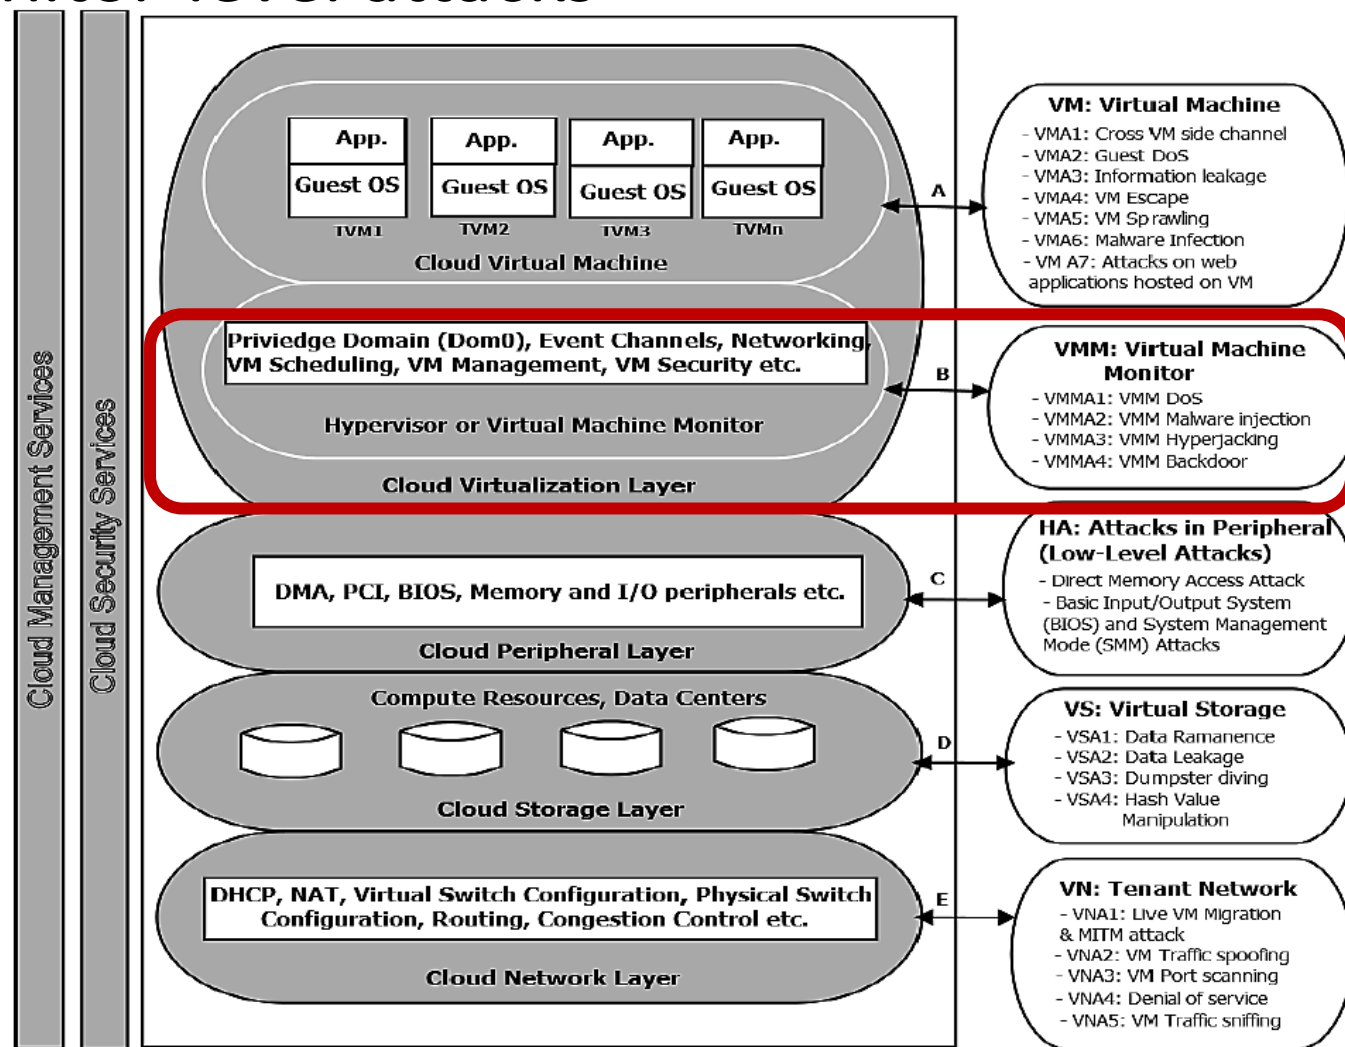 Cloud Management Services
Cloud Security Services
App.
Guest OS
TVM1
App.
Guest OS
TVM2
App.
Guest OS
TVM3
App.
Guest OS
TVMn
Cloud Virtual Machine
Priviedge Domain (Dom0), Event Channels, Networking,
VM Scheduling, VM Management, VM Security etc.
Hypervisor or Virtual Machine Monitor
Cloud Virtualization Layer
DMA, PCI, BIOS, Memory and I/O peripherals etc.
Cloud Peripheral Layer
Compute Resources, Data Centers
Cloud Storage Layer
DHCP, NAT, Virtual Switch Configuration, Physical Switch
Configuration, Routing, Congestion Control etc.
Cloud Network Layer
A
B
C
D
E
VM: Virtual Machine
- VMA1: Cross VM side channel
- VMA2: Guest DoS
- VMA3: Information leakage
- VMA4: VM Escape
- VMA5: VM Sprawling
- VMA6: Malware Infection
- VM A7: Attacks on web
applications hosted on VM
VMM: Virtual Machine
Monitor
- VMMA1: VMM DoS
- VMMA2: VMM Malware injection
- VMMA3: VMM Hyperjacking
- VMMA4: VMM Backdoor
HA: Attacks in Peripheral
(Low-Level Attacks)
- Direct Memory Access Attack
- Basic Input/Output System
(BIOS) and System Management
Mode (SMM) Attacks
VS: Virtual Storage
- VSA1: Data Ramanence
- VSA2: Data Leakage
- VSA3: Dumpster diving
- VSA4: Hash Value
Manipulation
VN: Tenant Network
- VNA1: Live VM Migration
& MITM attack
- VNA2: VM Traffic spoofing
- VNA3: VM Port scanning
- VNA4: Denial of service
- VNA5: VM Traffic sniffing